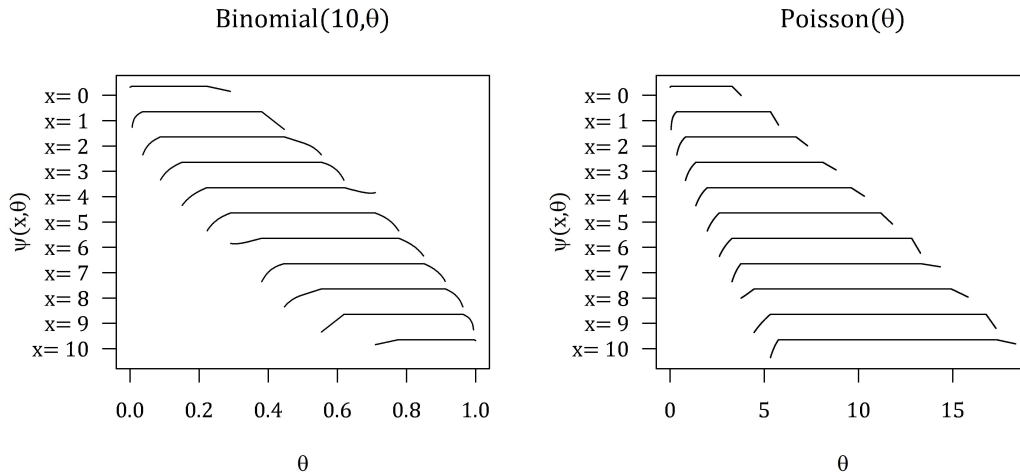 Binomial(10,θ)
ψ(x,θ)
x= 0
x= 1
x= 2
x= 3
x= 4
x= 5
x= 6
x= 7
x= 8
x= 9
x= 10
0.0 0.2 0.4 0.6 0.8 1.0
θ
Poisson(θ)
ψ(x,θ)
x= 0
x= 1
x= 2
x= 3
x= 4
x= 5
x= 6
x= 7
x= 8
x= 9
x= 10
0 5 10 15
θ